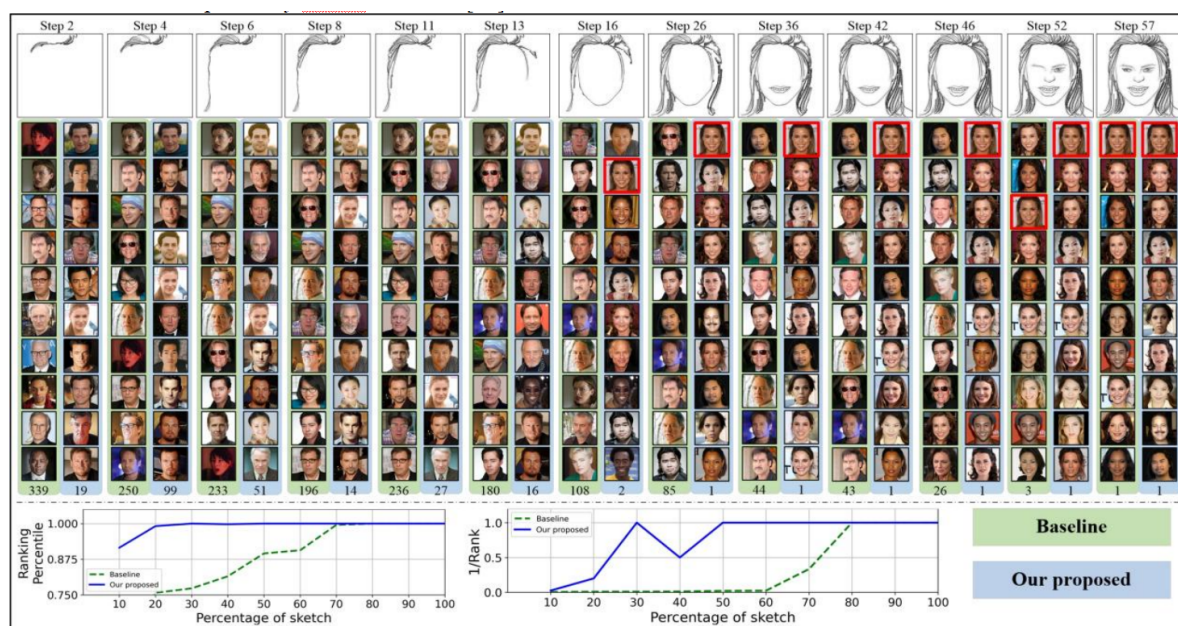 Step 2 Step 4 Step 6 Step 8 Step 11 Step 13 Step 16 Step 26 Step 36 Step 42 Step 46 Step 52 Step 57
339 19 250 99 233 51 196 14 236 27 180 16 108 2 85 1 44 1 43 1 26 1 3 1 1 1
Ranking
Percentile
1.000
0.875
0.750
Baseline
Our proposed
10 20 30 40 50 60 70 80 90 100
Percentage of sketch
1/Rank
1.0
0.5
0.0
Baseline
Our proposed
10 20 30 40 50 60 70 80 90 100
Percentage of sketch
Baseline
Our proposed